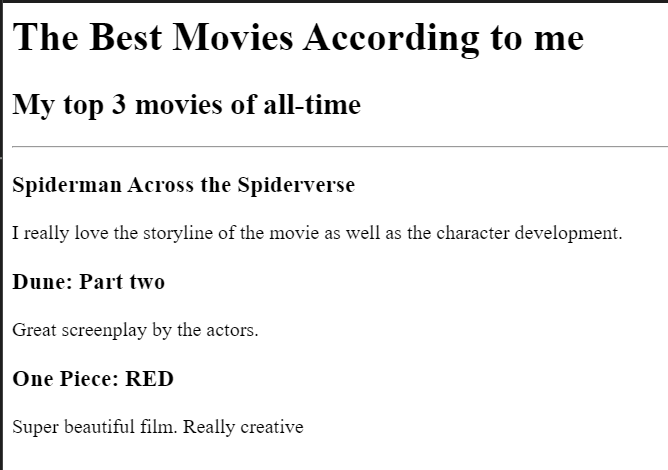 The Best Movies According to me
My top 3 movies of all-time
Spiderman Across the Spiderverse
I really love the storyline of the movie as well as the character development.
Dune: Part two
Great screenplay by the actors.
One Piece: RED
Super beautiful film. Really creative